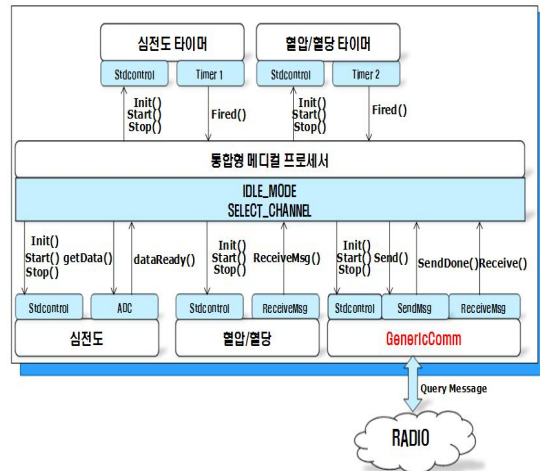 심전도 타이머
혈압/혈당 타이머
Stdcontrol
Timer 1
Stdcontrol
Timer 2
Init()
Start()
Stop()
Fired()
Init()
Start()
Stop()
Fired()
통합형 메디컬 프로세서
IDLE_MODE
SELECT_CHANNEL
Init()
Start()
Stop()
getData()
dataReady()
Init()
Start()
Stop()
ReceiveMsg()
Init()
Start()
Stop()
Send()
SendDone()
Receive()
Stdcontrol
ADC
Stdcontrol
ReceiveMsg
Stdcontrol
SendMsg
ReceiveMsg
심전도
혈압/혈당
GenericComm
Query Message
RADIO